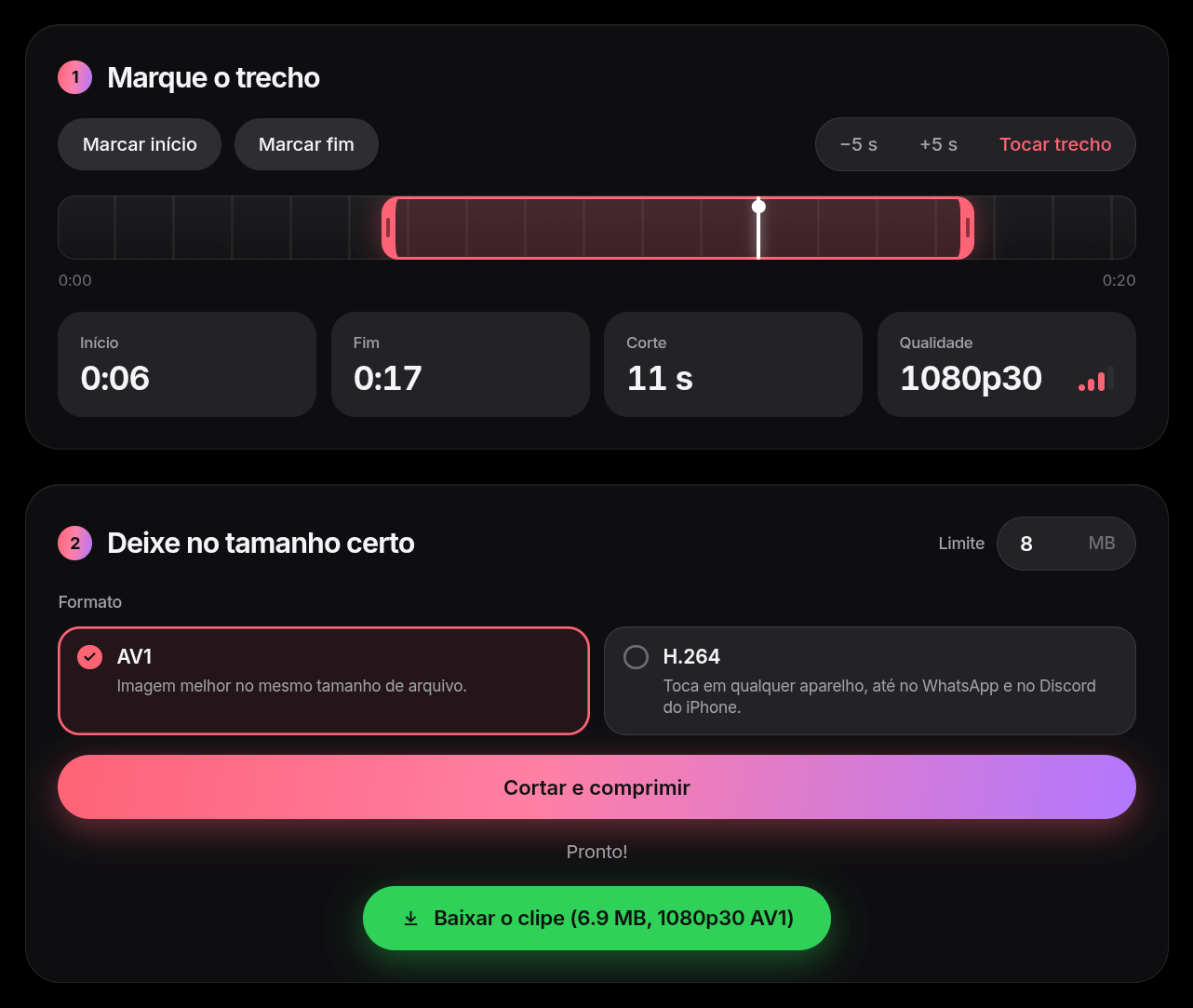 1 Marque o trecho
Marcar início Marcar fim −5 s +5 s Tocar trecho
0:00 0:20
Início Fim Corte Qualidade
0:06 0:17 11 s 1080p30
2 Deixe no tamanho certo Limite 8 MB
Formato
AV1
Imagem melhor no mesmo tamanho de arquivo.
H.264
Toca em qualquer aparelho, até no WhatsApp e no Discord
do iPhone.
Cortar e comprimir
Pronto!
Baixar o clipe (6.9 MB, 1080p30 AV1)